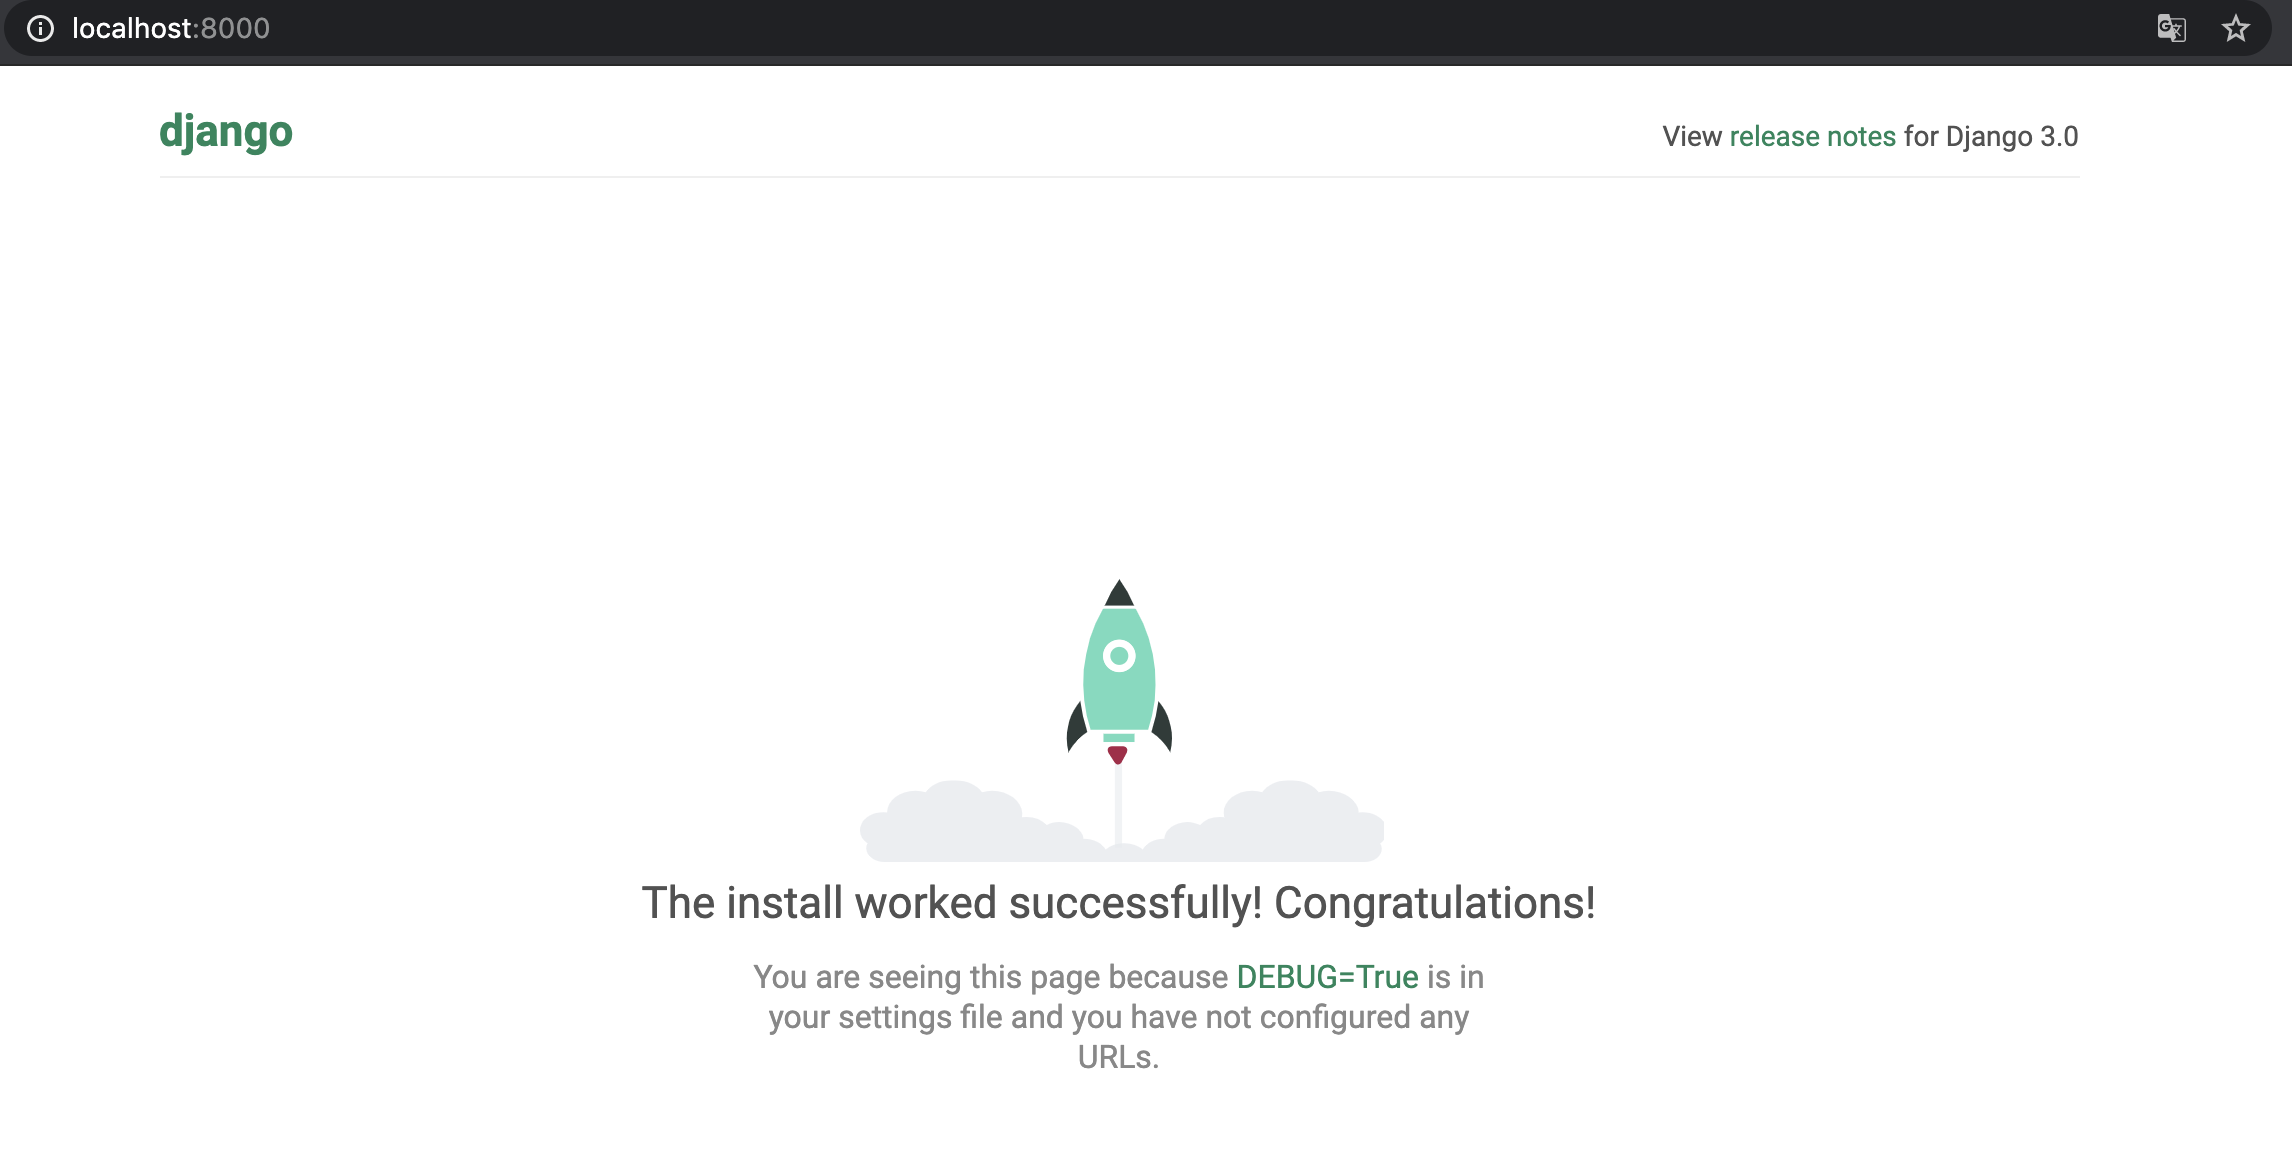 localhost:8000
django
View release notes for Django 3.0
The install worked successfully! Congratulations!
You are seeing this page because DEBUG=True is in
your settings file and you have not configured any
URLs.